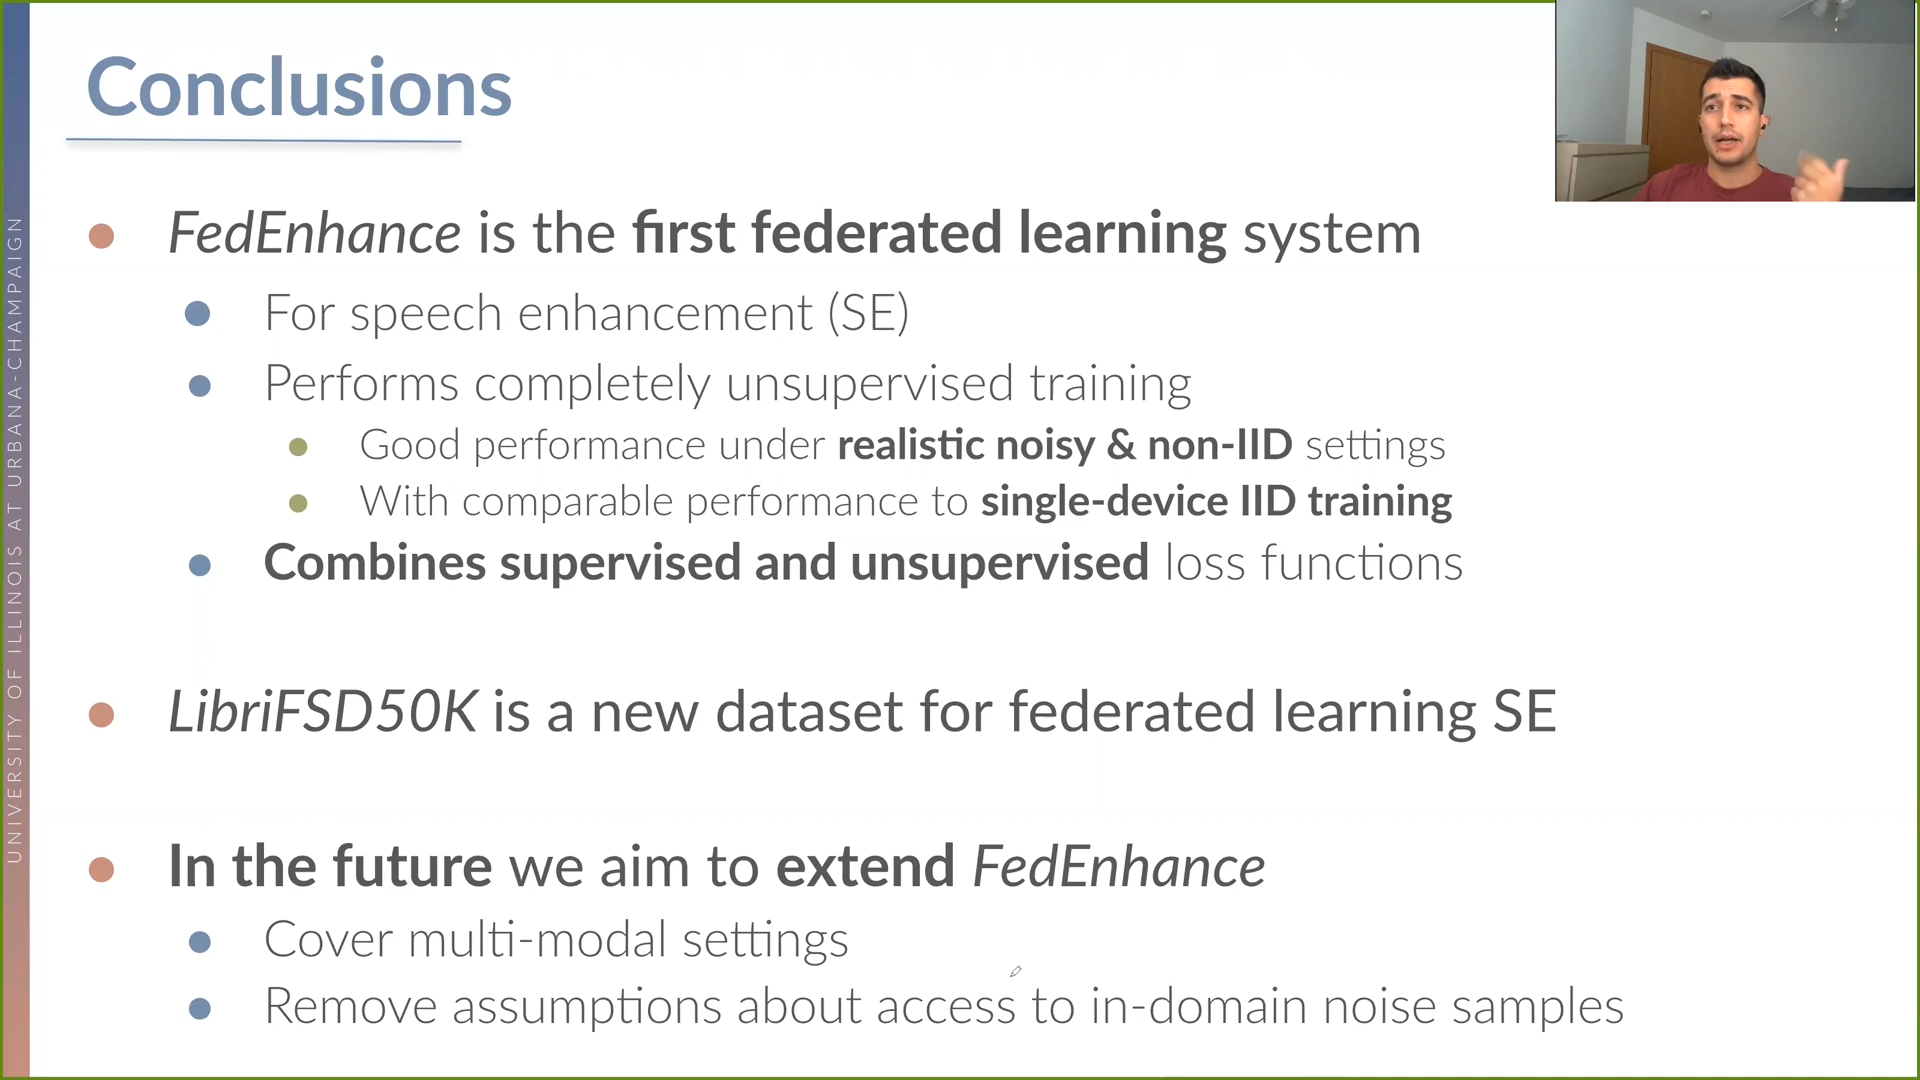 Conclusions
FedEnhance is the first federated learning system
For speech enhancement (SE)
Performs completely unsupervised training
Good performance under realistic noisy & non-IID settings
With comparable performance to single-device IID training
Combines supervised and unsupervised loss functions
LibriFSD50K is a new dataset for federated learning SE
In the future we aim to extend FedEnhance
Cover multi-modal settings
Remove assumptions about access to in-domain noise samples
UNIVERSITY OF ILLINOIS AT URBANA-CHAMPAIGN